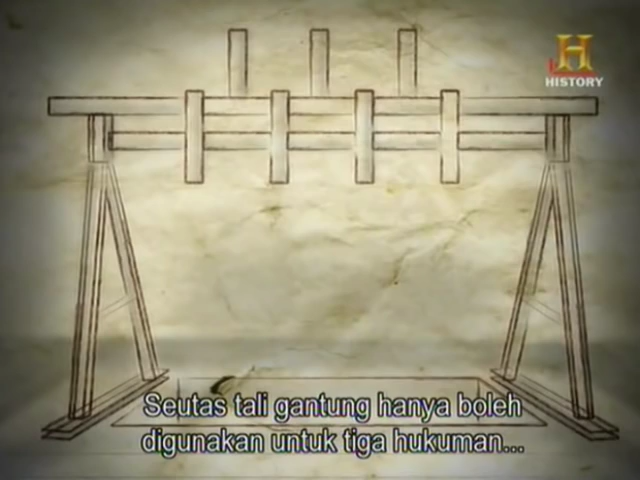 H
HISTORY
Seutas tali gantung hanya boleh
digunakan untuk tiga hukuman...